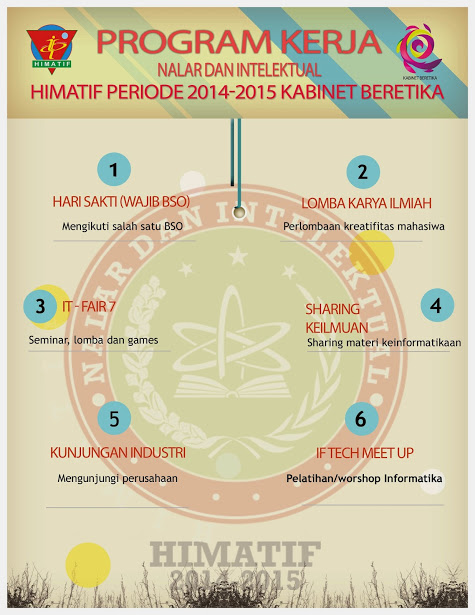 HIMATIF
PROGRAM KERJA
NALAR DAN INTELEKTUAL
HIMATIF PERIODE 2014-2015 KABINET BERETIKA
KABINET BERETIKA
1
HARI SAKTI (WAJIB BSO)
Mengikuti salah satu BSO
2
LOMBA KARYA ILMIAH
Perlombaan kreatifitas mahasiwa
3 IT - FAIR 7
Seminar, lomba dan games
4
SHARING
KEILMUAN
Sharing materi keinformatikaan
5
KUNJUNGAN INDUSTRI
Mengunjungi perusahaan
6
IF TECH MEET UP
Pelatihan/worshop Informatika
NALAR DAN INTELEKTUAL
HIMATIF
2014-2015